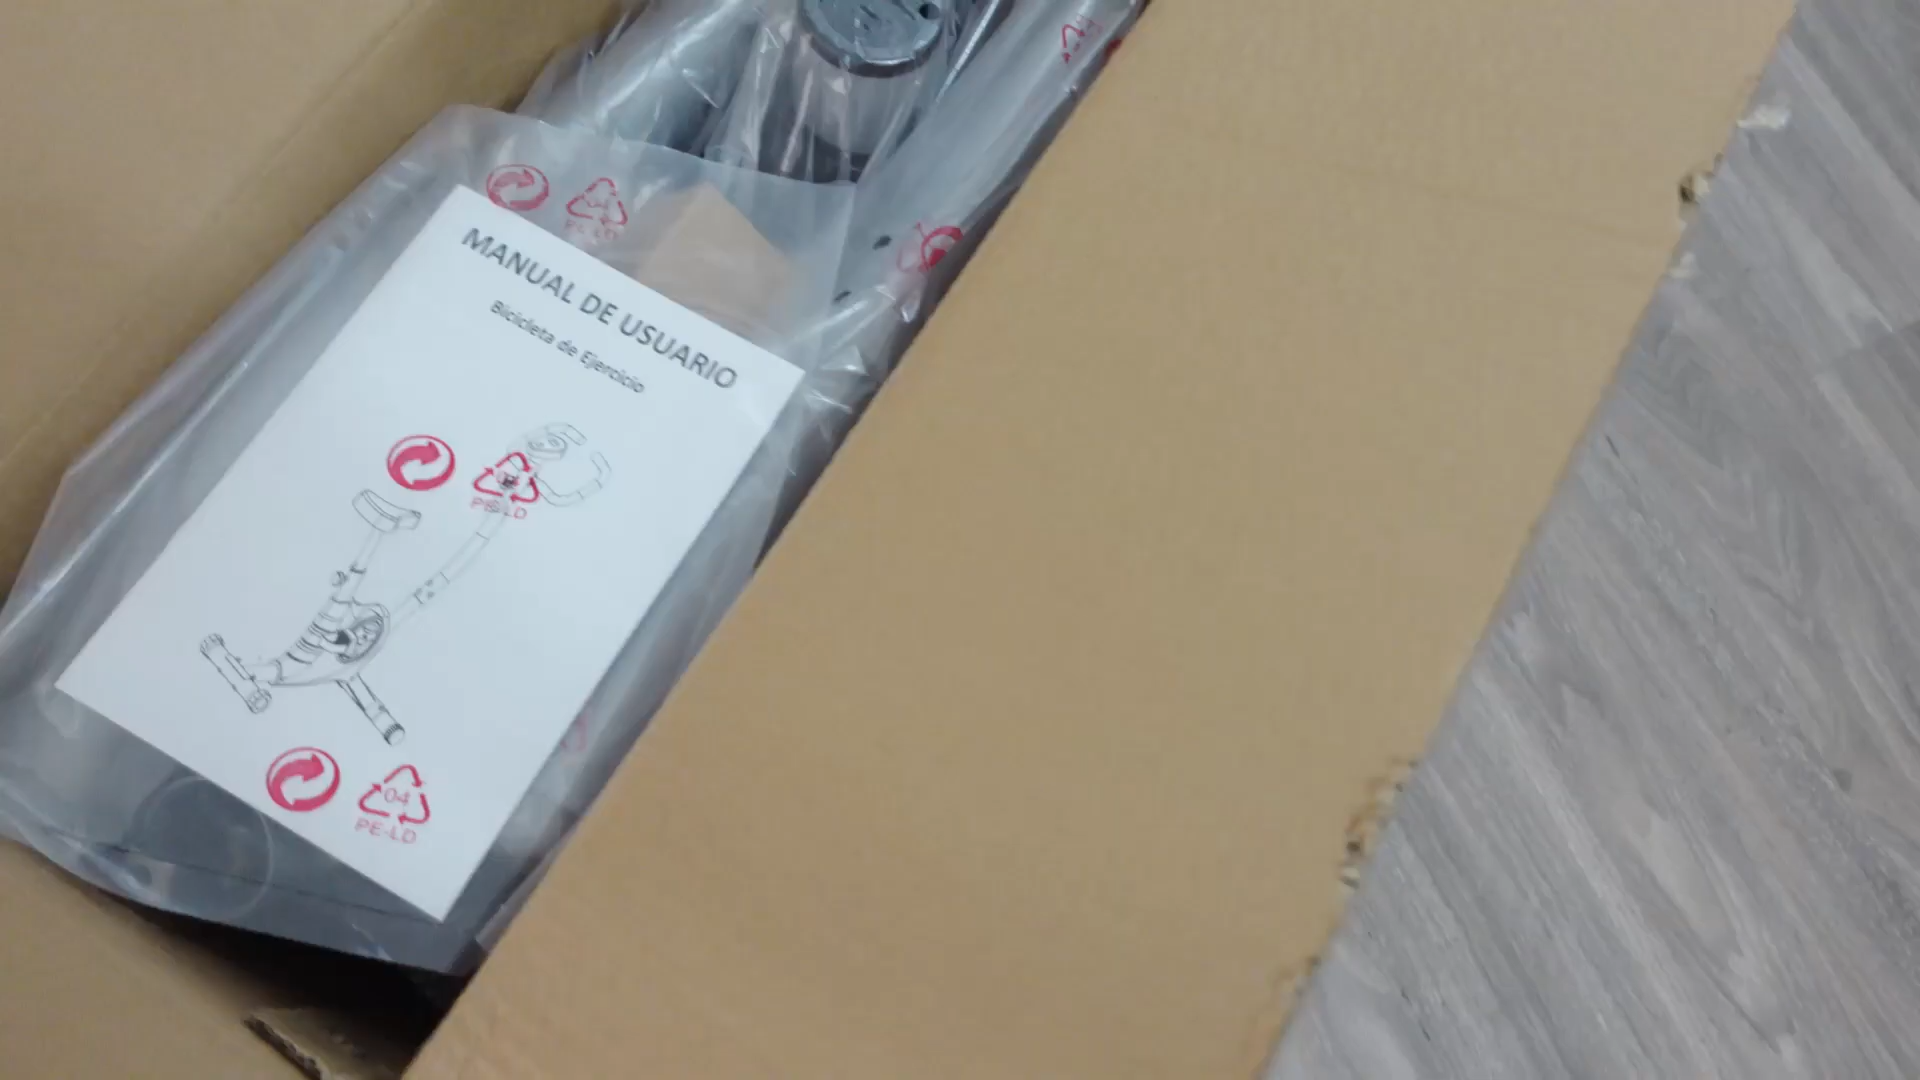 MANUAL DE USUARIO
Bicicleta de Ejercicio
PE-LD
04
PE-LD